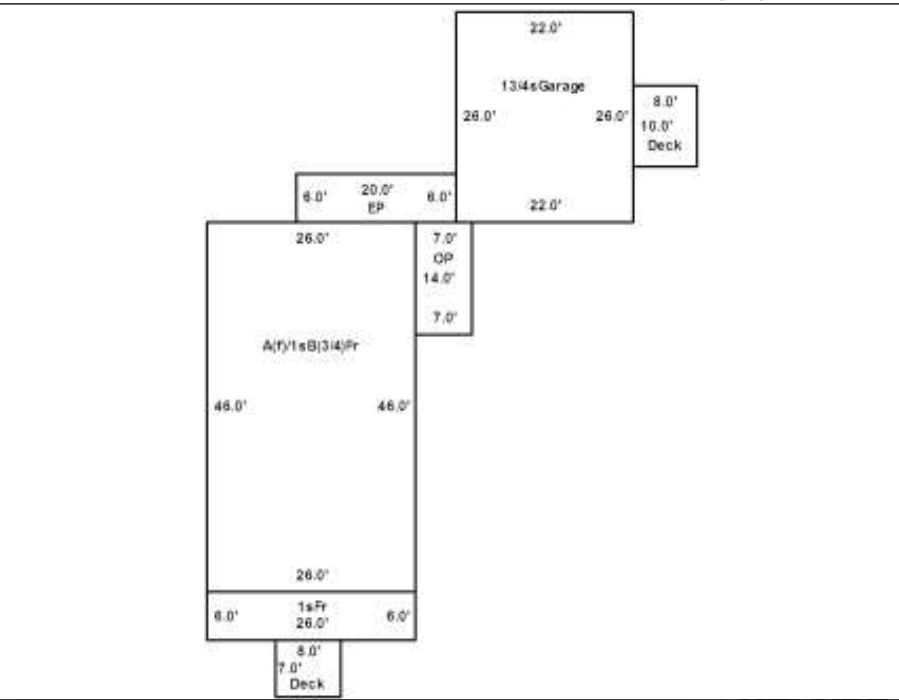 22.0'
13/4sGarage
26.0' 26.0'
8.0'
10.0'
Deck
22.0'
6.0' 20.0' 6.0'
EP
26.0'
7.0'
OP
14.0'
7.0'
A(f)/1sB(3/4)Fr
46.0' 46.0'
26.0'
6.0' 1sFr 6.0'
26.0'
8.0'
7.0'
Deck